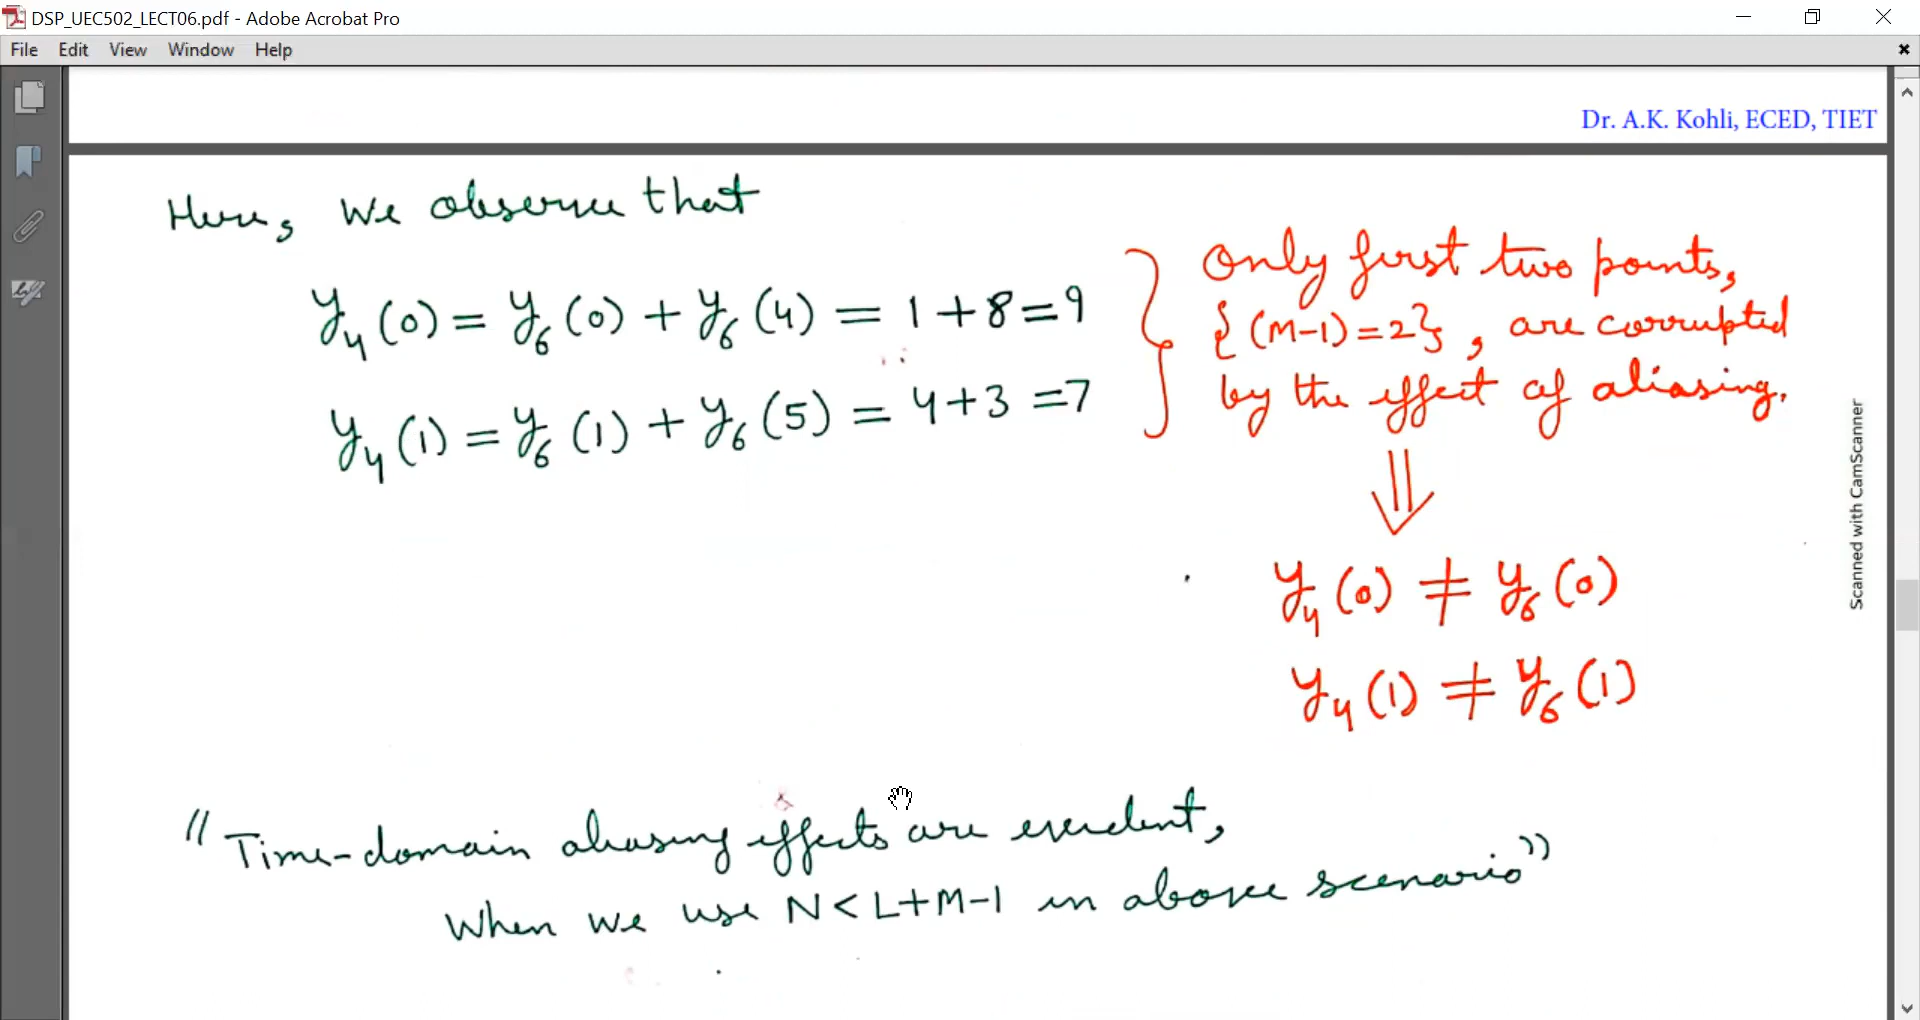 DSP_UEC502_LECT06.pdf - Adobe Acrobat Pro
File Edit View Window Help
Dr. A.K. Kohli, ECED, TIET
Here, we observe that
y₄(0) = y₆(0) + y₆(4) = 1+8=9
y₄(1) = y₆(1) + y₆(5) = 4+3=7
Only first two points,
{(M-1)=2}, are corrupted
by the effect of aliasing.
⇓
y₄(0) ≠ y₆(0)
y₄(1) ≠ y₆(1)
Scanned with CamScanner
"Time-domain aliasing effects are evident,
When we use N < L+M-1 in above scenario"